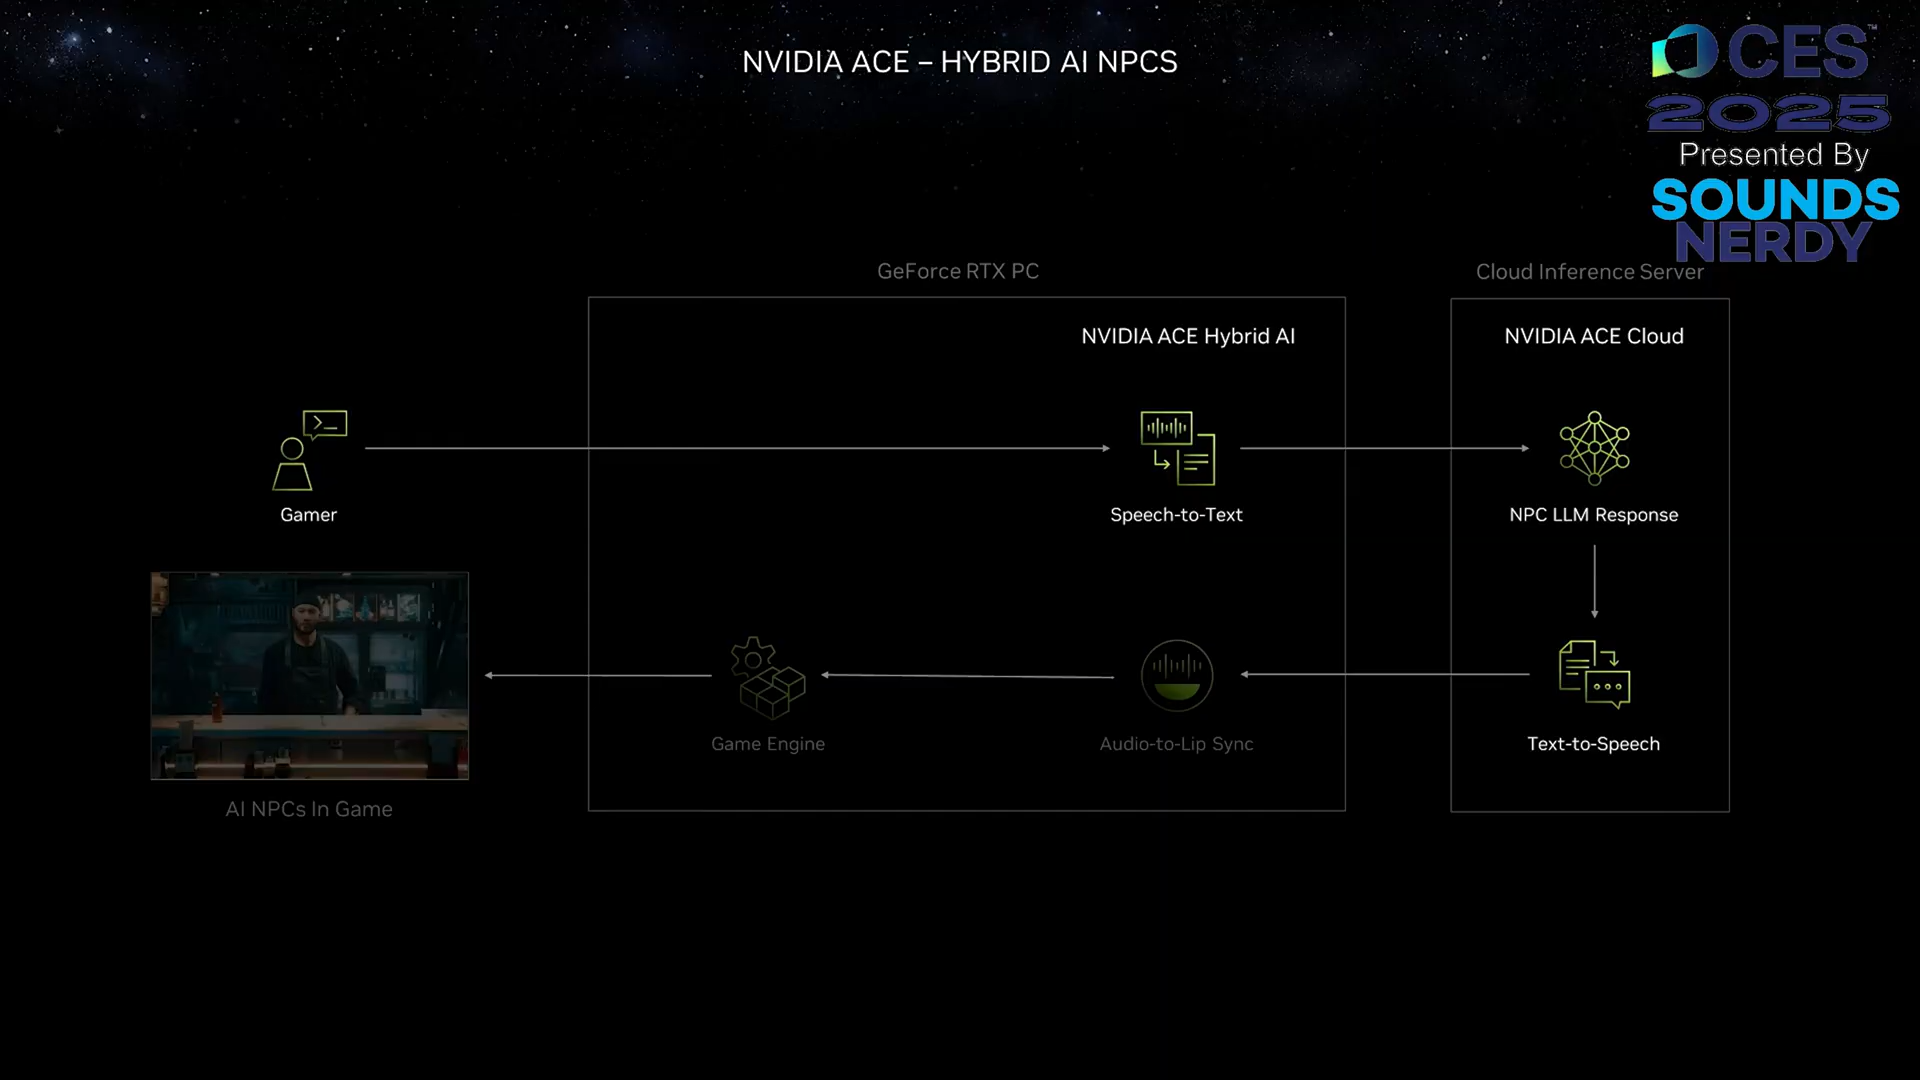 NVIDIA ACE – HYBRID AI NPCS
CES™
2025
Presented By
SOUNDS
NERDY
GeForce RTX PC
Cloud Inference Server
NVIDIA ACE Hybrid AI
NVIDIA ACE Cloud
Gamer
Speech-to-Text
NPC LLM Response
Game Engine
Audio-to-Lip Sync
Text-to-Speech
AI NPCs In Game